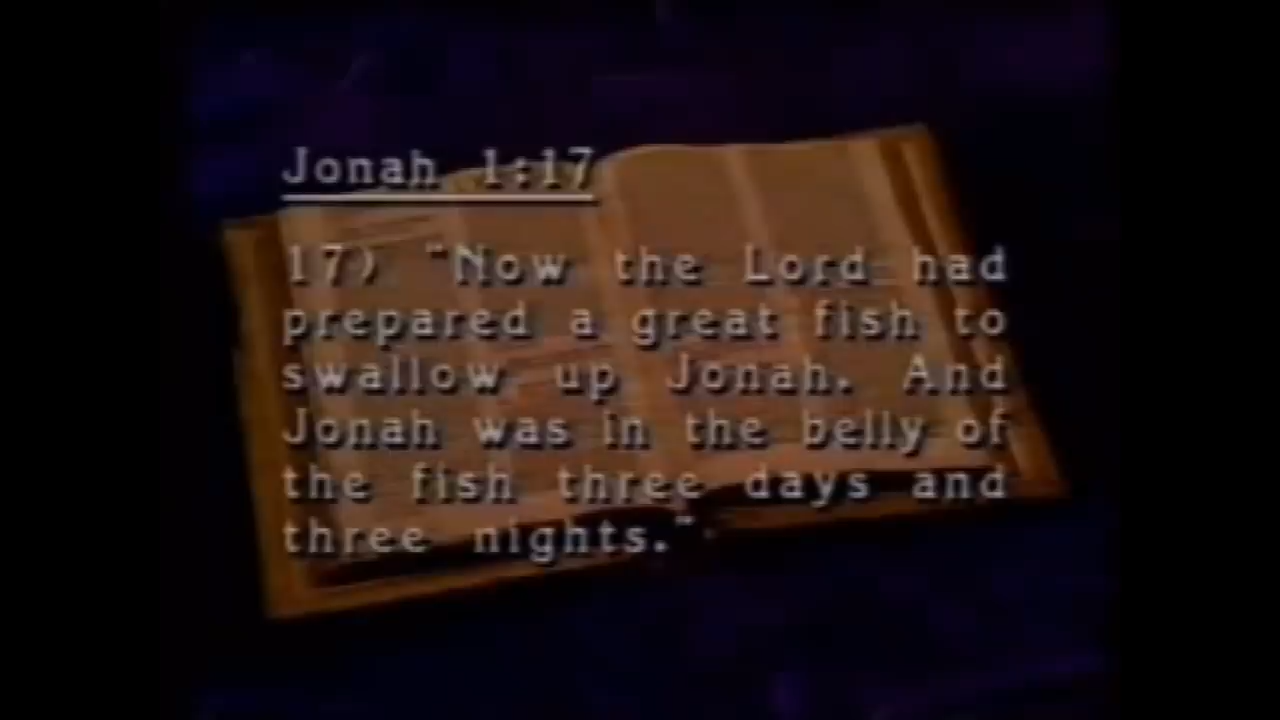 Jonah 1:17
17) "Now the Lord had
prepared a great fish to
swallow up Jonah. And
Jonah was in the belly of
the fish three days and
three nights."